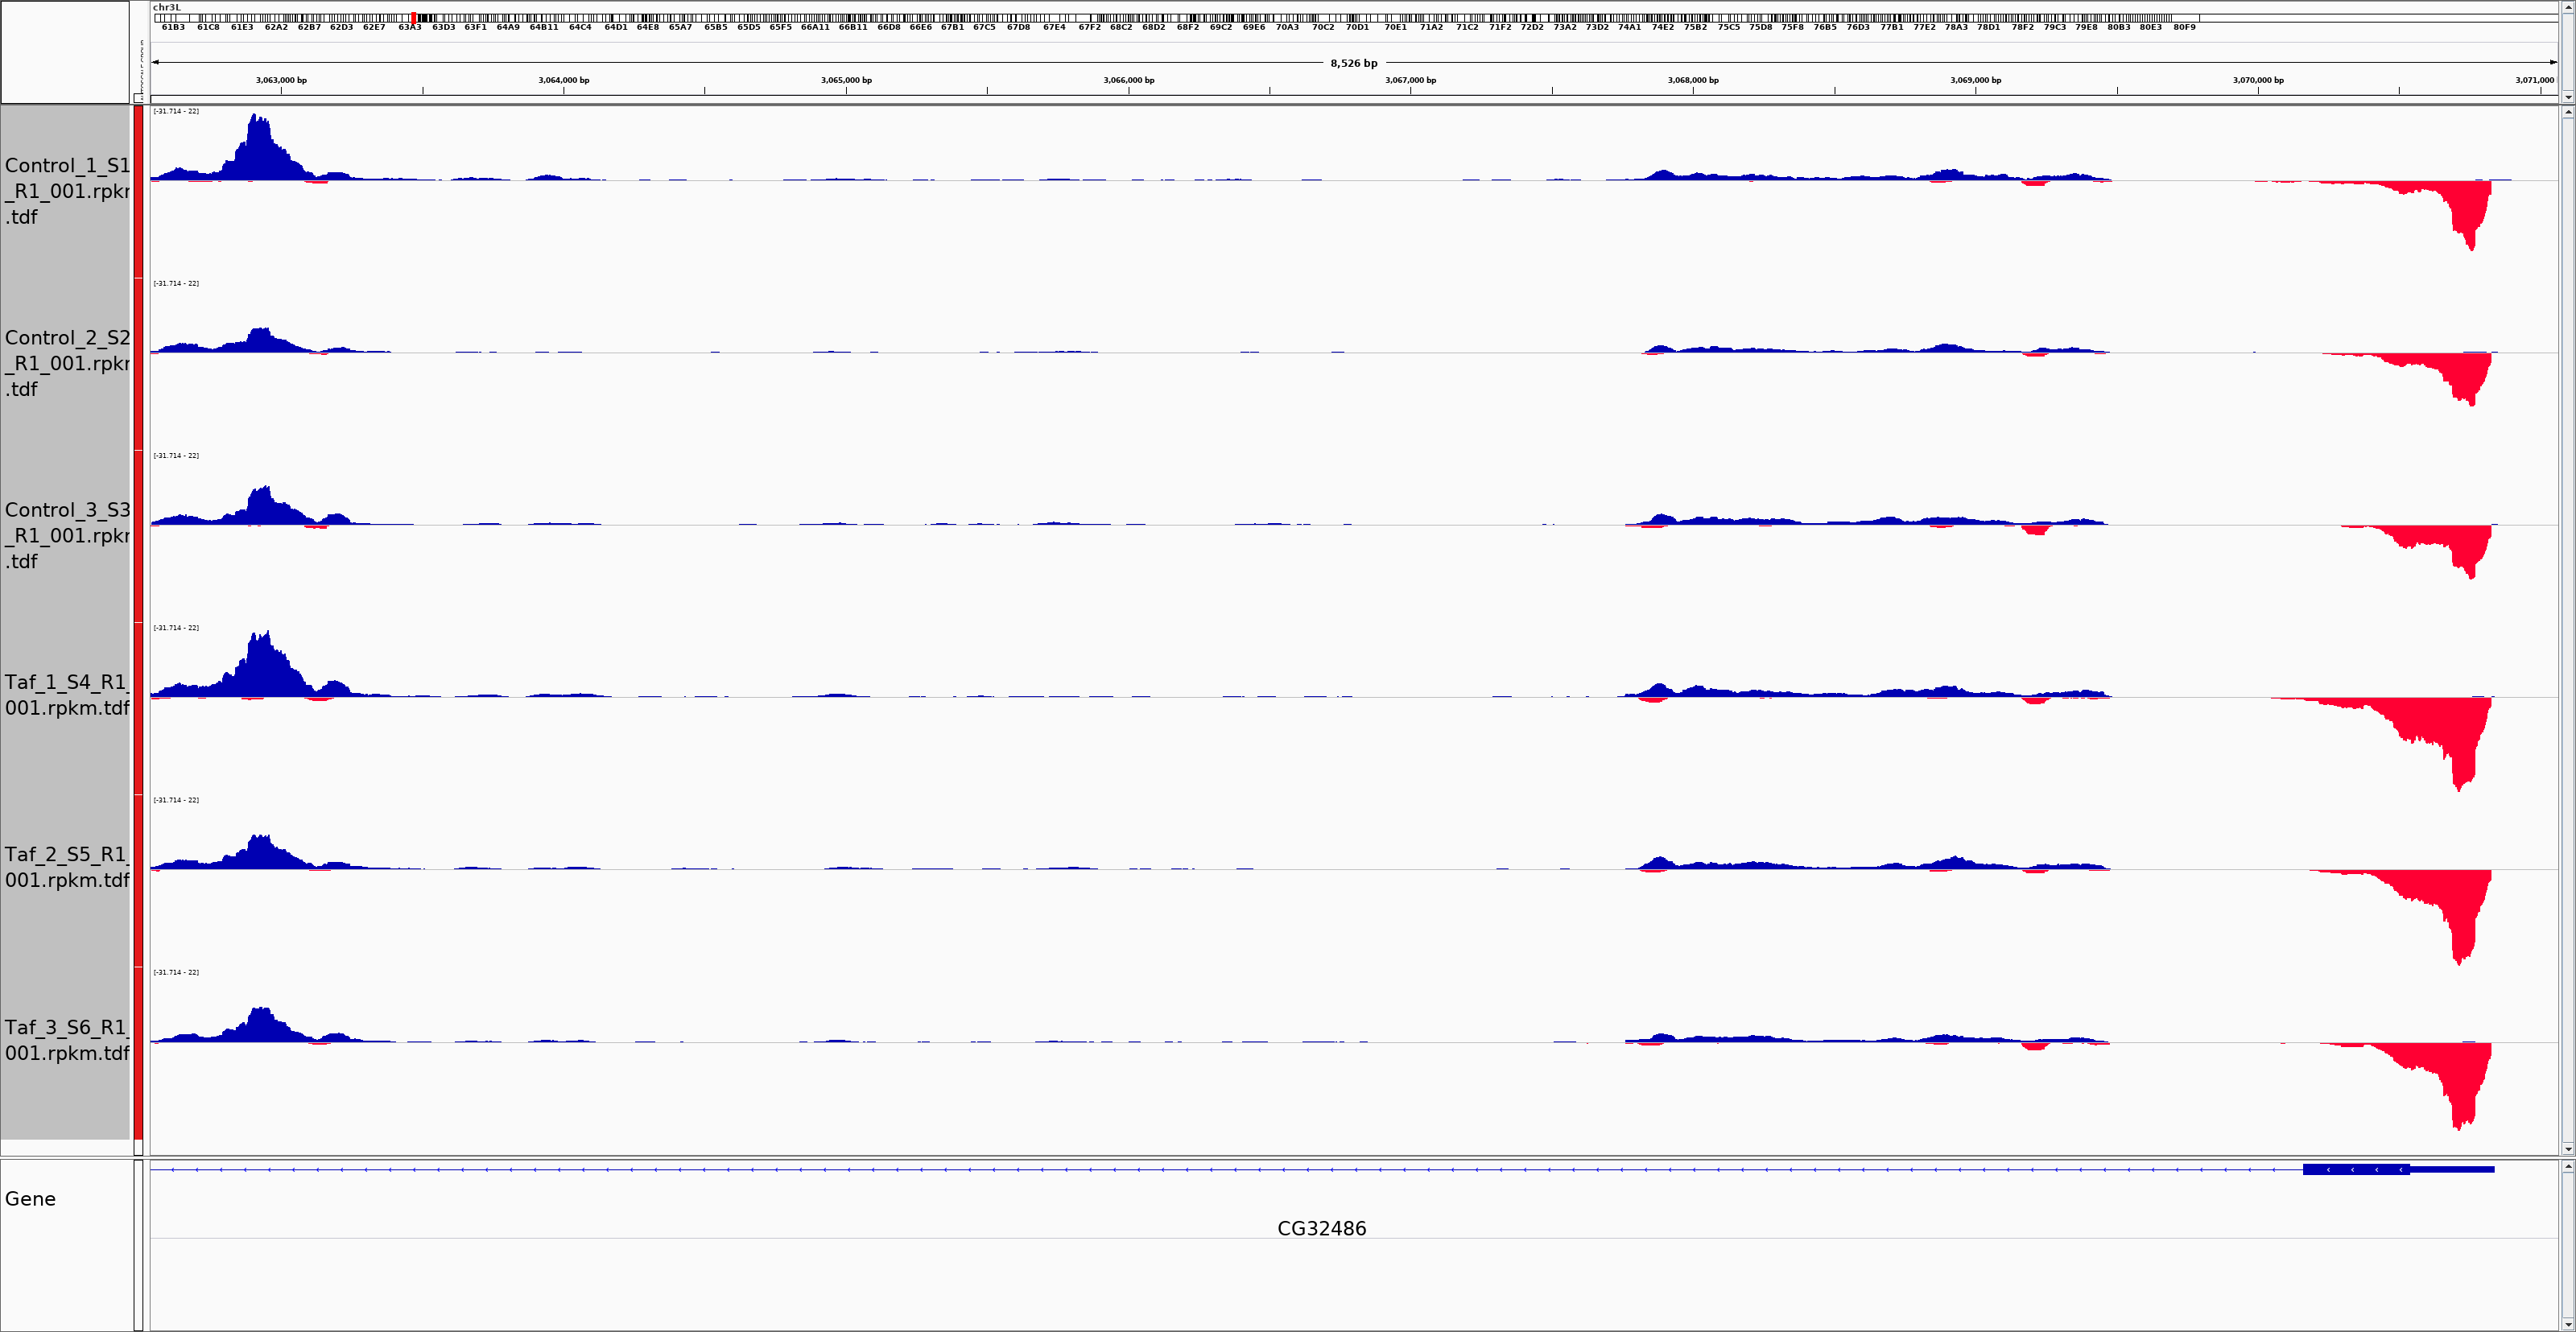 chr3L
61B3 61C8 61E3 62A2 62B7 62D3 62E7 63A3 63D3 63F1 64A9 64B11 64C4 64D1 64E8 65A7 65B5 65D5 65F5 66A11 66B11 66D8 66E6 67B1 67C5 67D8 67E4 67F2 68C2 68D2 68F2 69C2 69E6 70A3 70C2 70D1 70E1 71A2 71C2 71F2 72D2 73A2 73D2 74A1 74E2 75B2 75C5 75D8 75F8 76B5 76D3 77B1 77E2 78A3 78D1 78F2 79C3 79E8 80B3 80E3 80F9
8,526 bp
3,063,000 bp 3,064,000 bp 3,065,000 bp 3,066,000 bp 3,067,000 bp 3,068,000 bp 3,069,000 bp 3,070,000 bp 3,071,000
[-31.714 - 22]
Control_1_S1
_R1_001.rpkm
.tdf
[-31.714 - 22]
Control_2_S2
_R1_001.rpkm
.tdf
[-31.714 - 22]
Control_3_S3
_R1_001.rpkm
.tdf
[-31.714 - 22]
Taf_1_S4_R1_
001.rpkm.tdf
[-31.714 - 22]
Taf_2_S5_R1_
001.rpkm.tdf
[-31.714 - 22]
Taf_3_S6_R1_
001.rpkm.tdf
Gene
CG32486